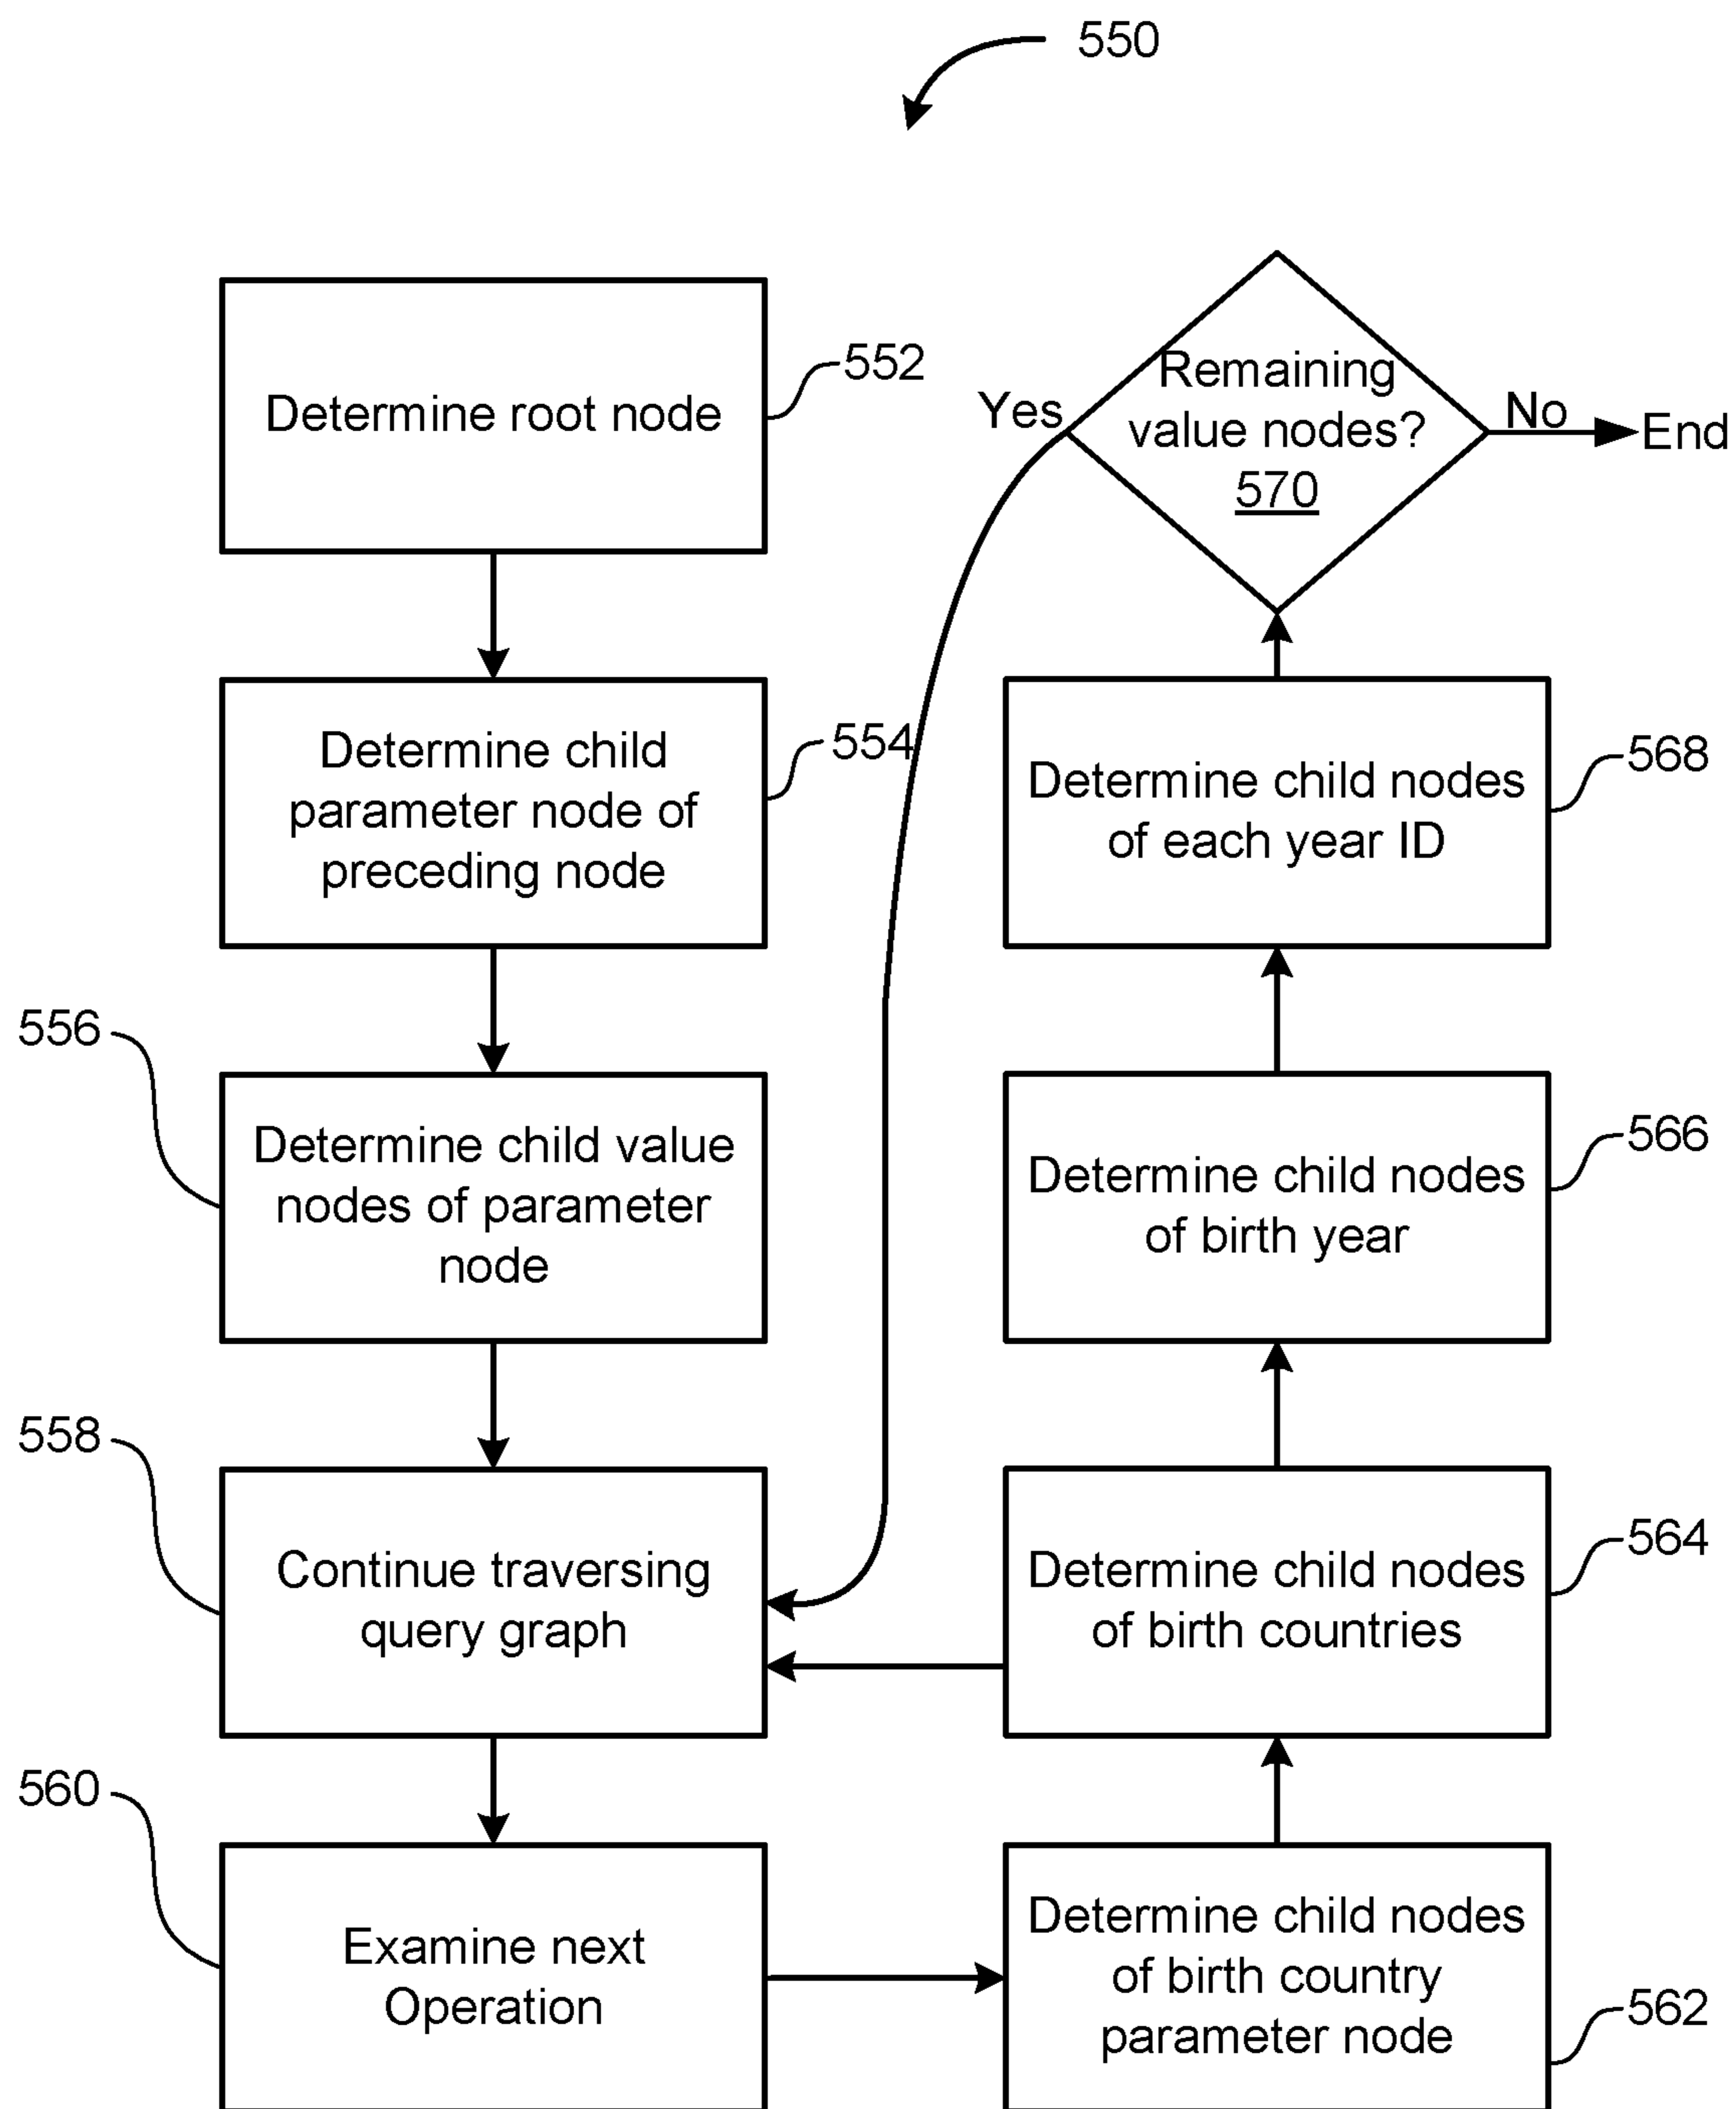 550
Determine root node
552
Determine child
parameter node of
preceding node
554
556
Determine child value
nodes of parameter
node
558
Continue traversing
query graph
560
Examine next
Operation
Determine child nodes
of birth country
parameter node
562
Determine child nodes
of birth countries
564
Determine child nodes
of birth year
566
Determine child nodes
of each year ID
568
Remaining
value nodes?
570
Yes
No
End